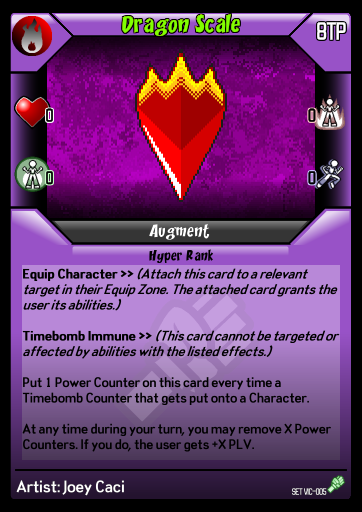 Dragon Scale
8TP
0
0
0
0
Augment
Hyper Rank
Equip Character >> (Attach this card to a relevant
target in their Equip Zone. The attached card grants the
user its abilities.)
Timebomb Immune >> (This card cannot be targeted or
affected by abilities with the listed effects.)
Put 1 Power Counter on this card every time a
Timebomb Counter that gets put onto a Character.
At any time during your turn, you may remove X Power
Counters. If you do, the user gets +X PLV.
Artist: Joey Caci
SET VIC-005